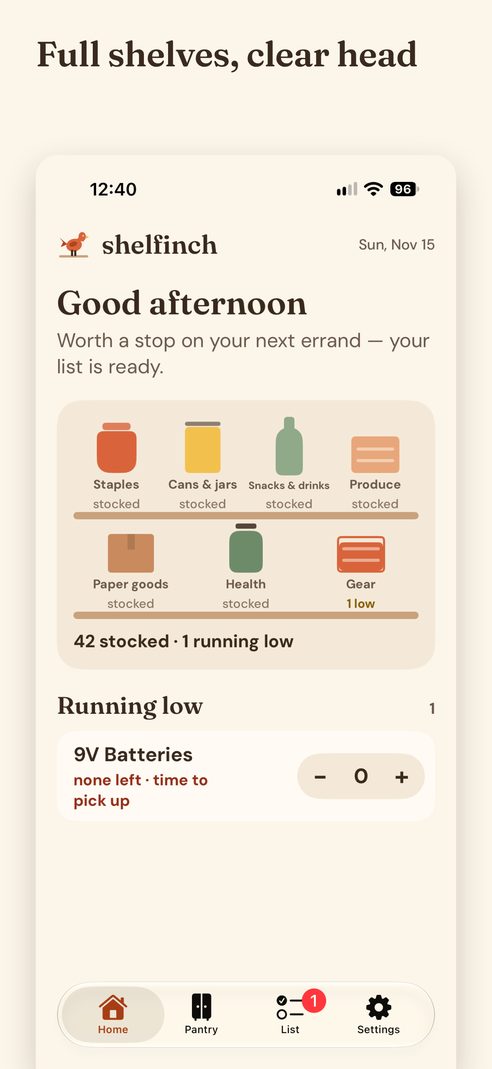 Full shelves, clear head
12:40
96
shelfinch
Sun, Nov 15
Good afternoon
Worth a stop on your next errand — your
list is ready.
Staples
Cans & jars
Snacks & drinks
Produce
stocked
stocked
stocked
stocked
Paper goods
Health
Gear
stocked
stocked
1 low
42 stocked · 1 running low
Running low
1
9V Batteries
none left · time to
pick up
− 0 +
1
Home
Pantry
List
Settings